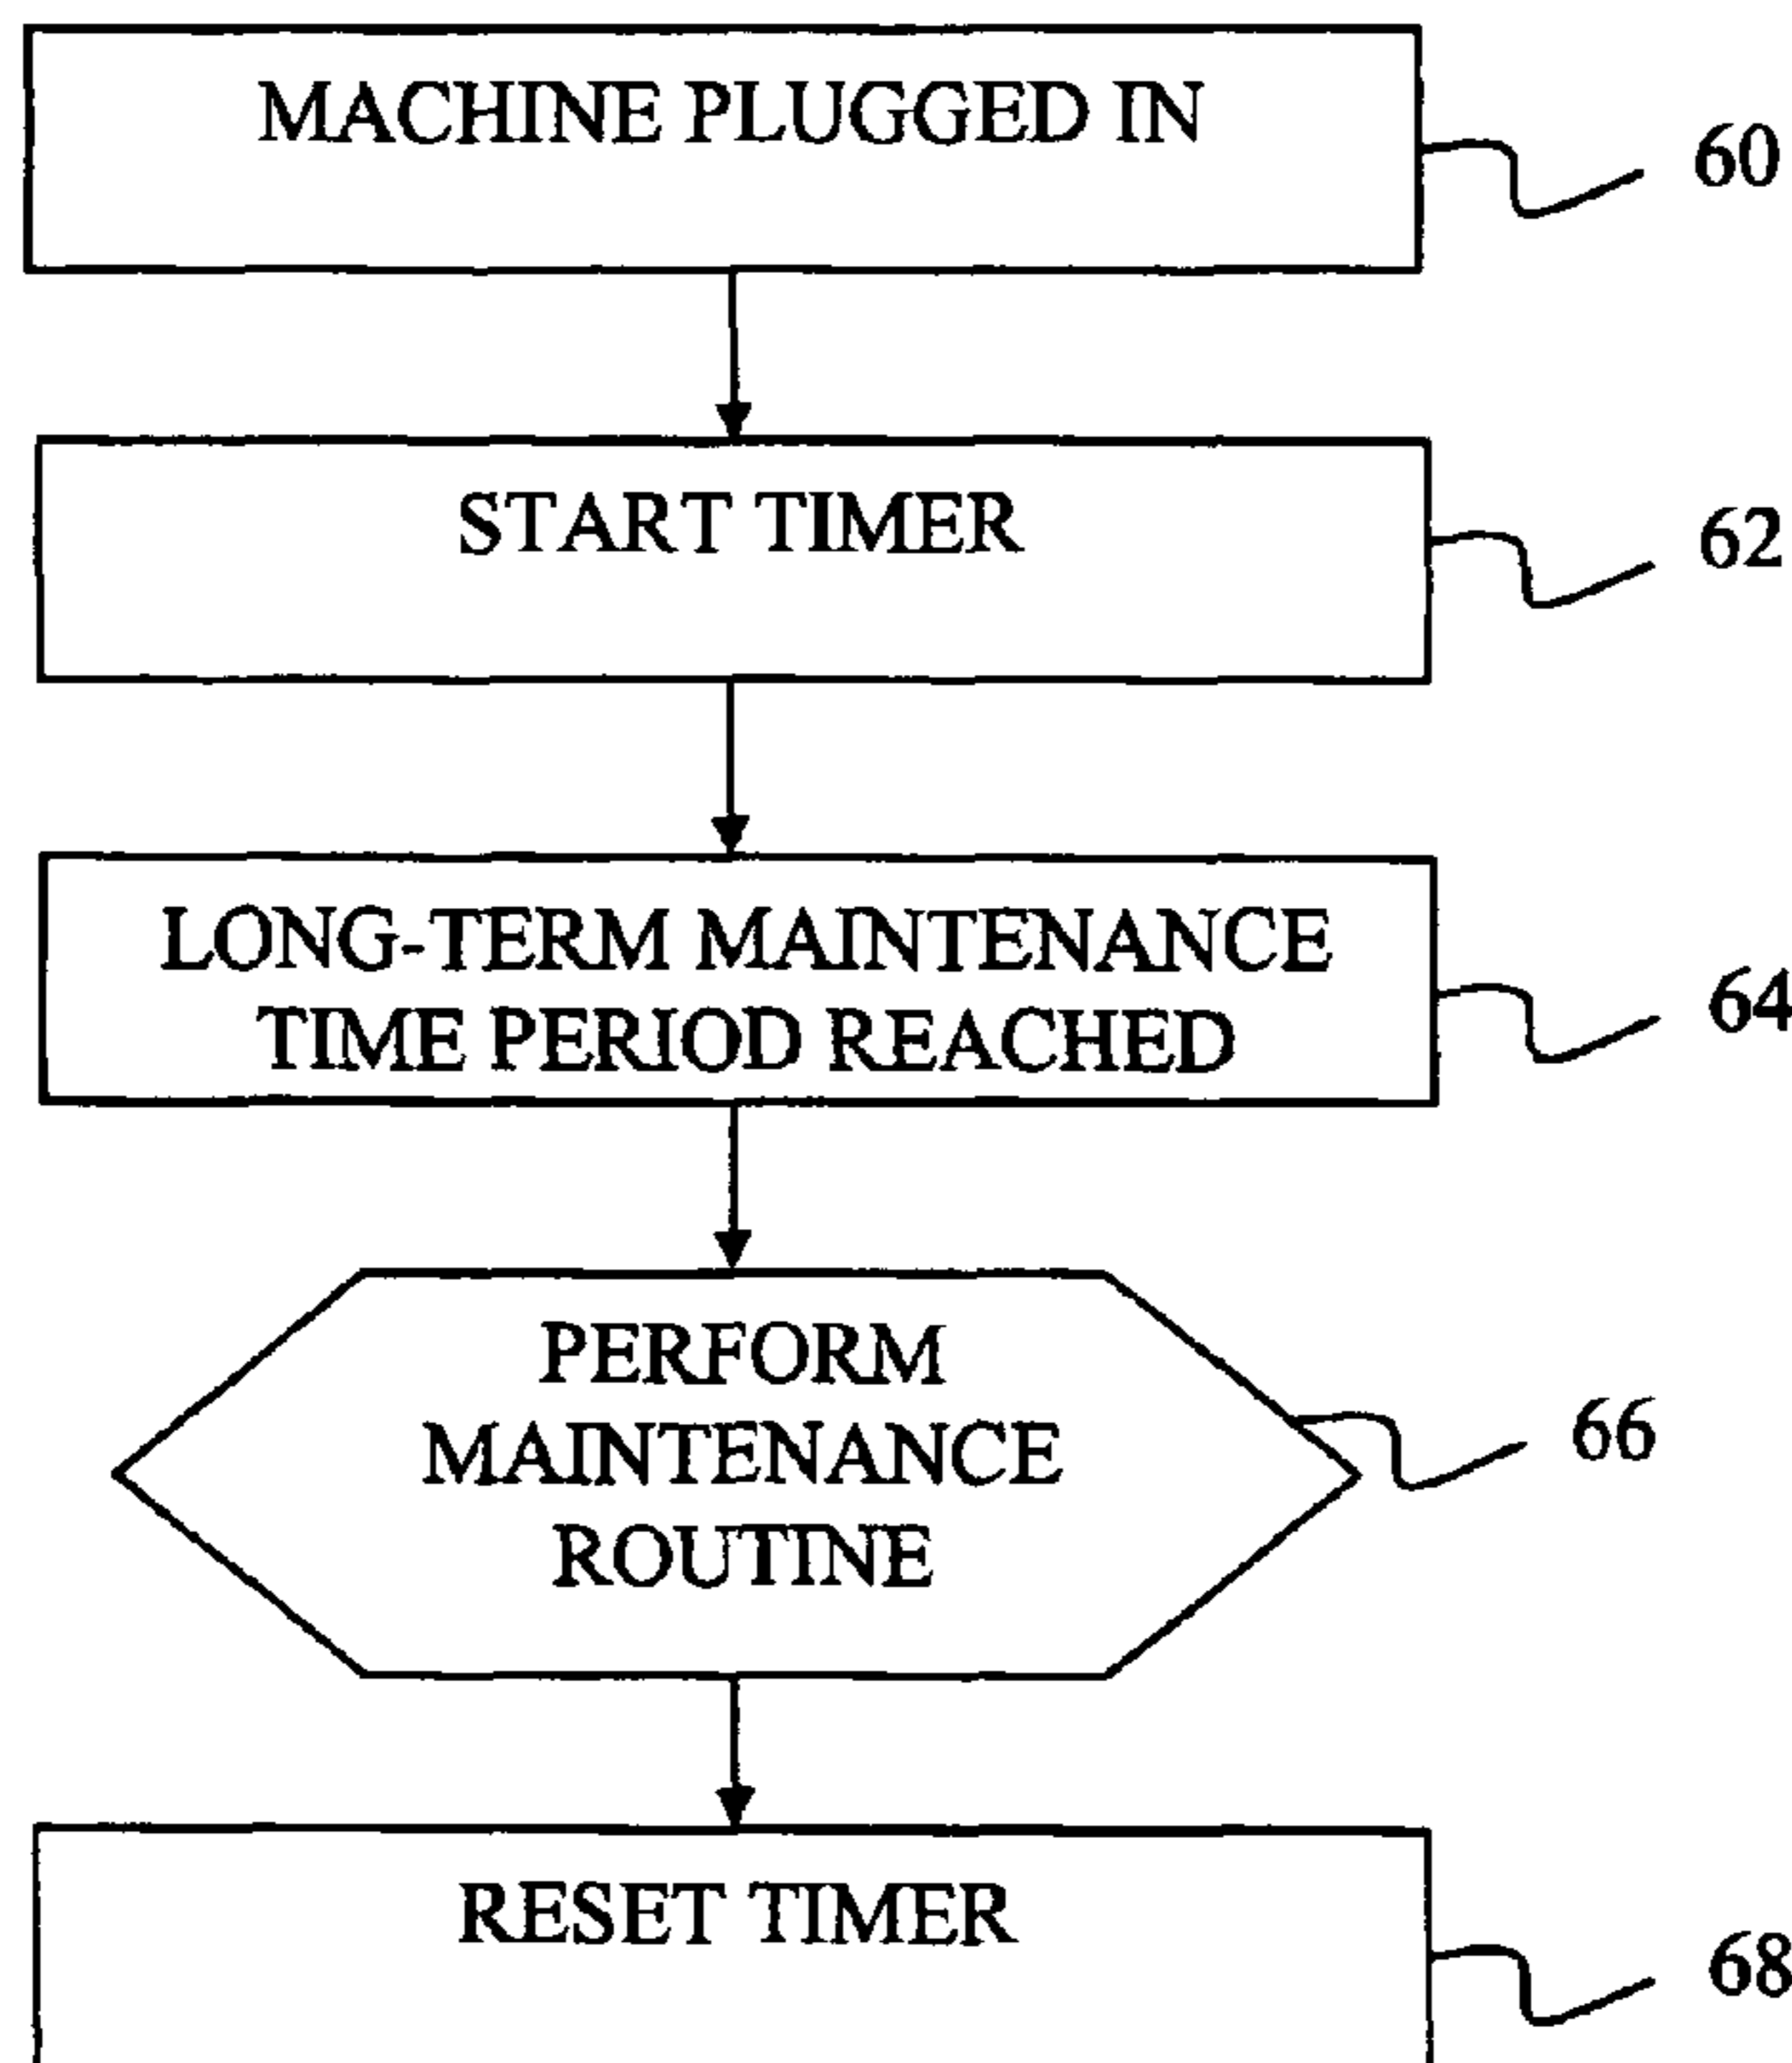 MACHINE PLUGGED IN
60
START TIMER
62
LONG-TERM MAINTENANCE
TIME PERIOD REACHED
64
PERFORM
MAINTENANCE
ROUTINE
66
RESET TIMER
68